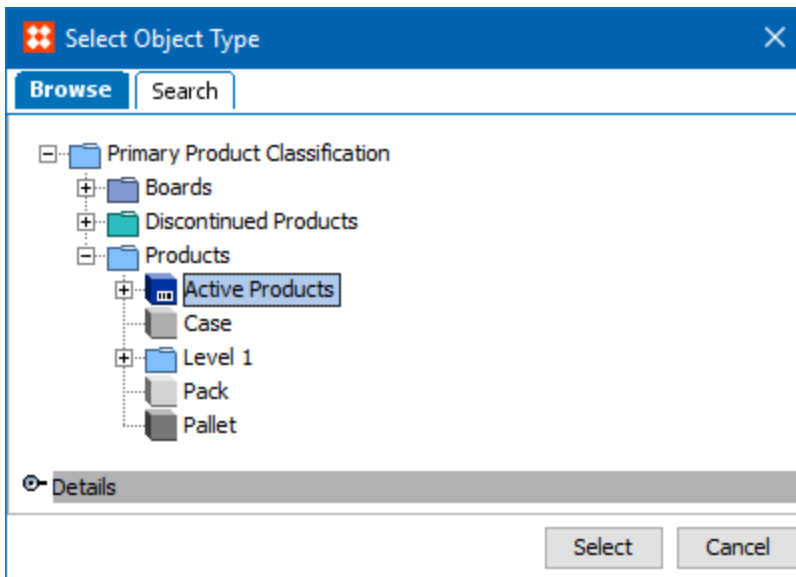 Select Object Type
Browse Search
Primary Product Classification
Boards
Discontinued Products
Products
Active Products
Case
Level 1
Pack
Pallet
Details
Select Cancel